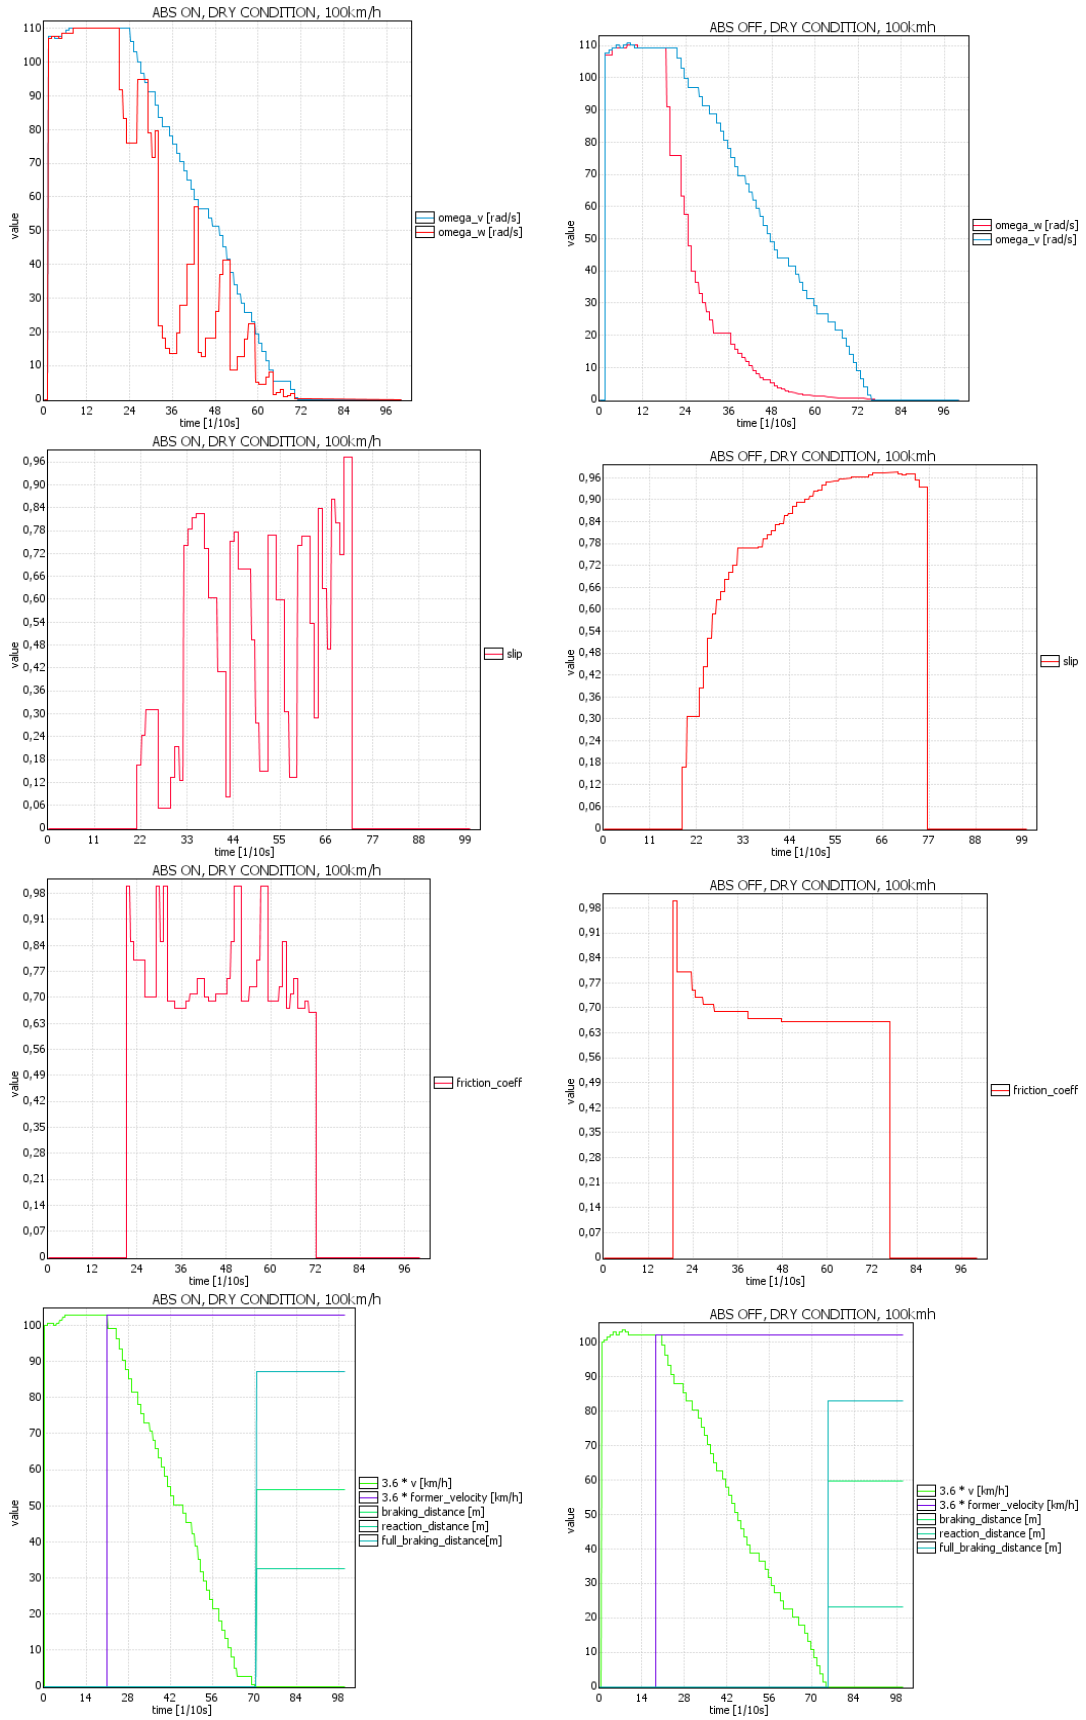 ABS ON, DRY CONDITION, 100km/h
value
110
100
90
80
70
60
50
40
30
20
10
0
0 12 24 36 48 60 72 84 96
time [1/10s]
omega_v [rad/s]
omega_w [rad/s]
ABS OFF, DRY CONDITION, 100kmh
value
110
100
90
80
70
60
50
40
30
20
10
0
0 12 24 36 48 60 72 84 96
time [1/10s]
omega_w [rad/s]
omega_v [rad/s]
ABS ON, DRY CONDITION, 100km/h
value
0,96
0,90
0,84
0,78
0,72
0,66
0,60
0,54
0,48
0,42
0,36
0,30
0,24
0,18
0,12
0,06
0
0 11 22 33 44 55 66 77 88 99
time [1/10s]
slip
ABS OFF, DRY CONDITION, 100kmh
value
0,96
0,90
0,84
0,78
0,72
0,66
0,60
0,54
0,48
0,42
0,36
0,30
0,24
0,18
0,12
0,06
0
0 11 22 33 44 55 66 77 88 99
time [1/10s]
slip
ABS ON, DRY CONDITION, 100km/h
value
0,98
0,91
0,84
0,77
0,70
0,63
0,56
0,49
0,42
0,35
0,28
0,21
0,14
0,07
0
0 12 24 36 48 60 72 84 96
time [1/10s]
friction_coeff
ABS OFF, DRY CONDITION, 100kmh
value
0,98
0,91
0,84
0,77
0,70
0,63
0,56
0,49
0,42
0,35
0,28
0,21
0,14
0,07
0
0 12 24 36 48 60 72 84 96
time [1/10s]
friction_coeff
ABS ON, DRY CONDITION, 100km/h
value
100
90
80
70
60
50
40
30
20
10
0
0 14 28 42 56 70 84 98
time [1/10s]
3.6 * v [km/h]
3.6 * former_velocity [km/h]
braking_distance [m]
reaction_distance [m]
full_braking_distance[m]
ABS OFF, DRY CONDITION, 100kmh
value
100
90
80
70
60
50
40
30
20
10
0
0 14 28 42 56 70 84 98
time [1/10s]
3.6 * v [km/h]
3.6 * former_velocity [km/h]
braking_distance [m]
reaction_distance [m]
full_braking_distance [m]